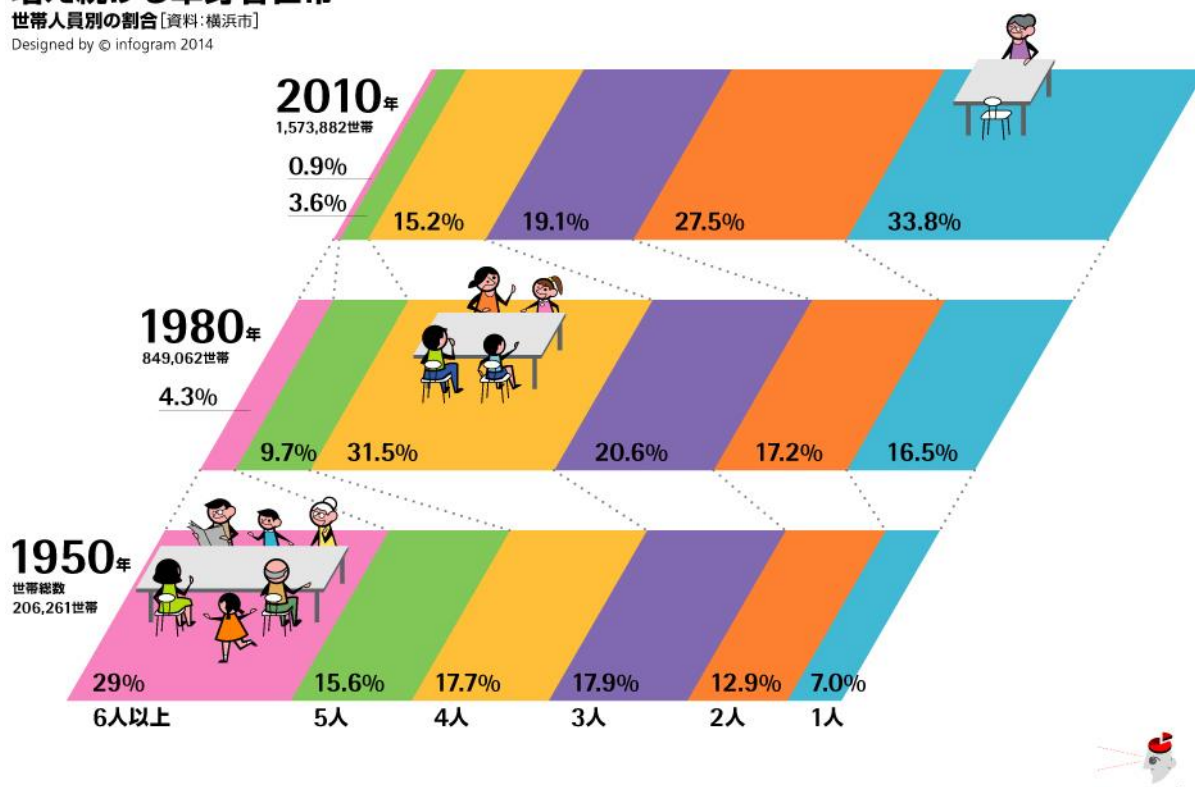 世帯人員別の割合[資料:横浜市]
Designed by © infogram 2014
2010年
1,573,882世帯
0.9%
3.6%
15.2%
19.1%
27.5%
33.8%
1980年
849,062世帯
4.3%
9.7%
31.5%
20.6%
17.2%
16.5%
1950年
世帯総数
206,261世帯
29%
15.6%
17.7%
17.9%
12.9%
7.0%
6人以上
5人
4人
3人
2人
1人